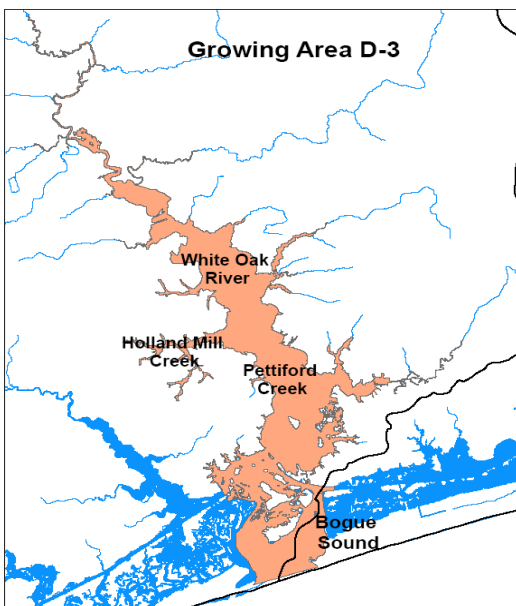 Growing Area D-3
White Oak
River
Holland Mill
Creek
Pettiford
Creek
Bogue
Sound